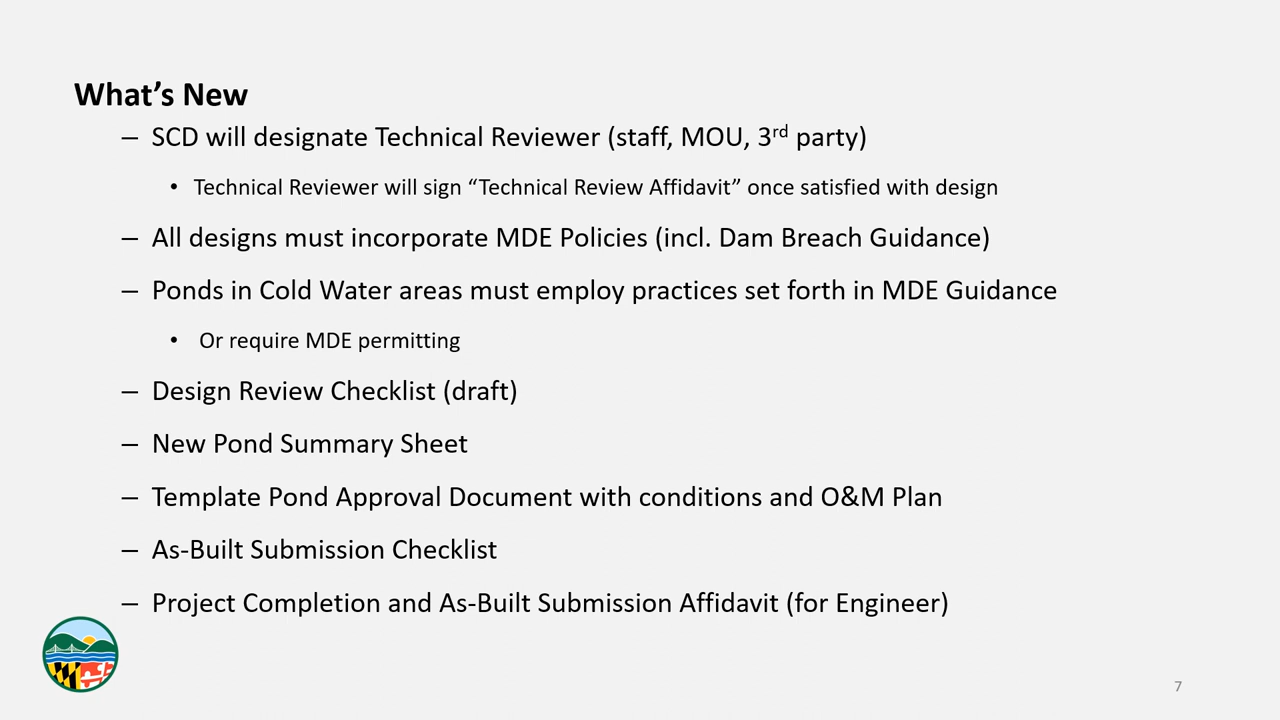 What’s New
– SCD will designate Technical Reviewer (staff, MOU, 3rd party)
• Technical Reviewer will sign “Technical Review Affidavit” once satisfied with design
– All designs must incorporate MDE Policies (incl. Dam Breach Guidance)
– Ponds in Cold Water areas must employ practices set forth in MDE Guidance
• Or require MDE permitting
– Design Review Checklist (draft)
– New Pond Summary Sheet
– Template Pond Approval Document with conditions and O&M Plan
– As-Built Submission Checklist
– Project Completion and As-Built Submission Affidavit (for Engineer)
7